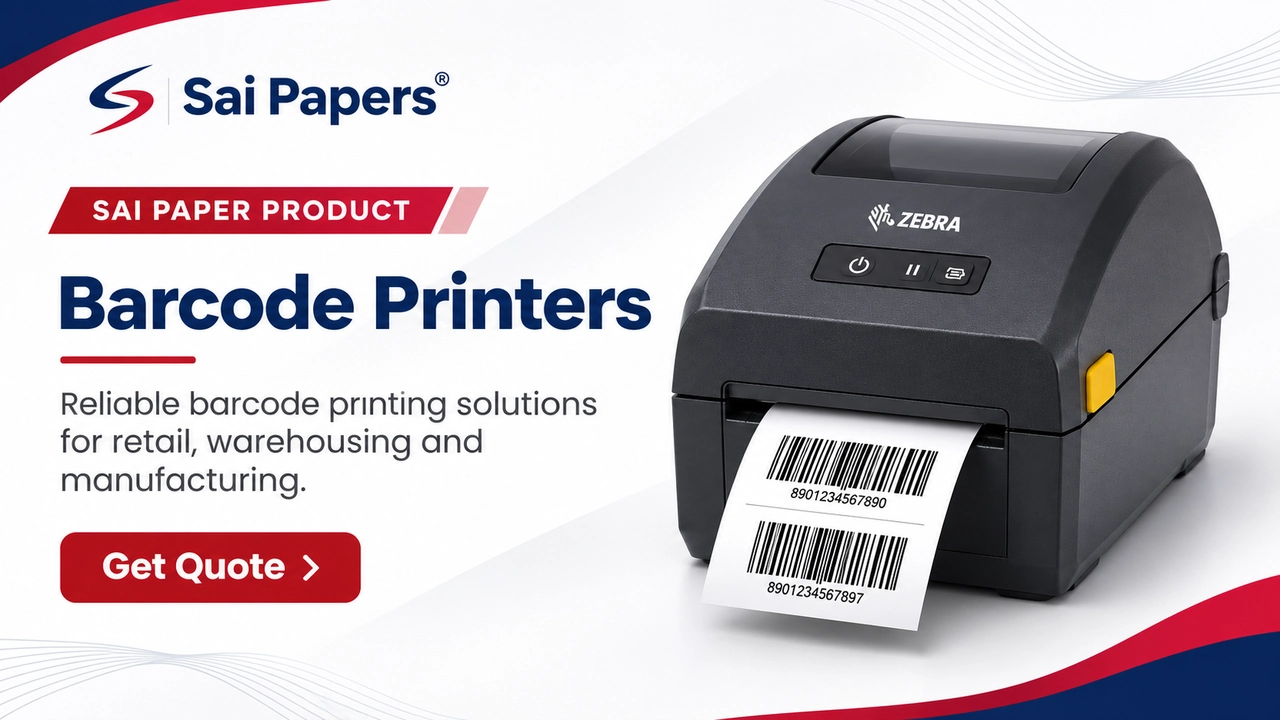 Sai Papers®
SAI PAPER PRODUCT
Barcode Printers
Reliable barcode printing solutions
for retail, warehousing and
manufacturing.
Get Quote
ZEBRA
8901234567890
8901234567897